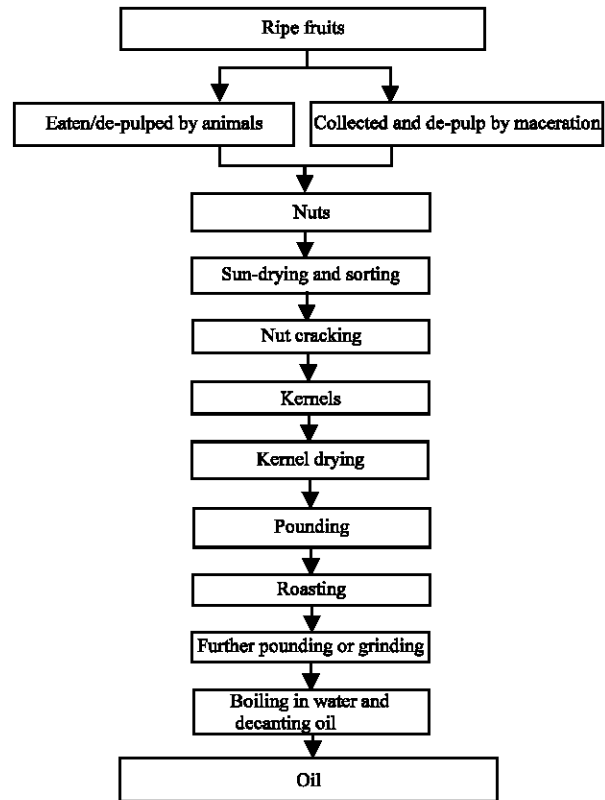 Ripe fruits
Eaten/de-pulped by animals
Collected and de-pulp by maceration
Nuts
Sun-drying and sorting
Nut cracking
Kernels
Kernel drying
Pounding
Roasting
Further pounding or grinding
Boiling in water and
decanting oil
Oil